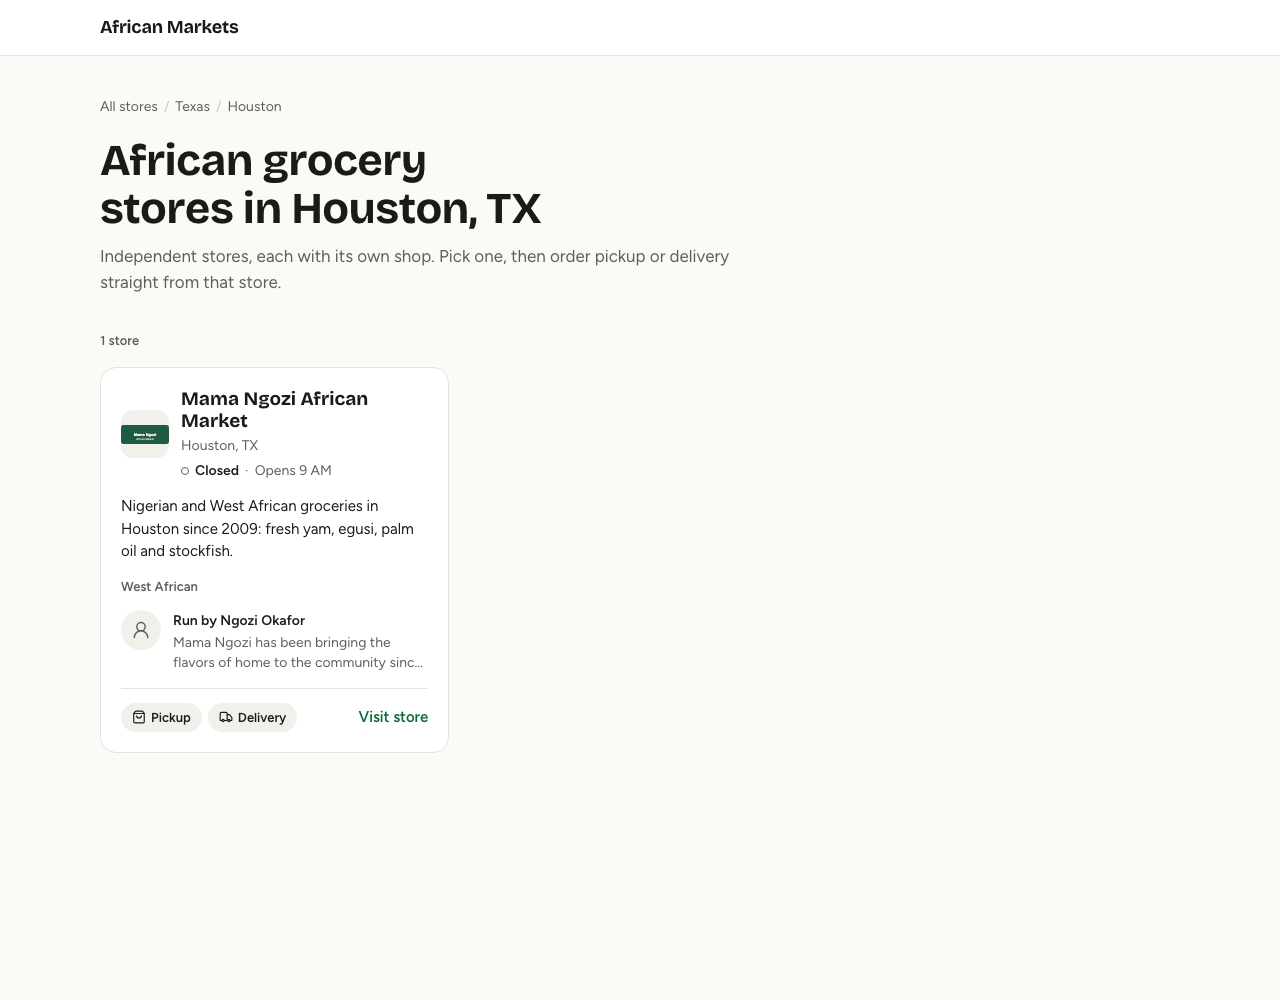 African Markets
All stores / Texas / Houston
African grocery
stores in Houston, TX
Independent stores, each with its own shop. Pick one, then order pickup or delivery
straight from that store.
1 store
Mama Ngozi African
Market
Mama Ngozi
Houston, TX
Closed · Opens 9 AM
Nigerian and West African groceries in
Houston since 2009: fresh yam, egusi, palm
oil and stockfish.
West African
Run by Ngozi Okafor
Mama Ngozi has been bringing the
flavors of home to the community sinc...
Pickup
Delivery
Visit store